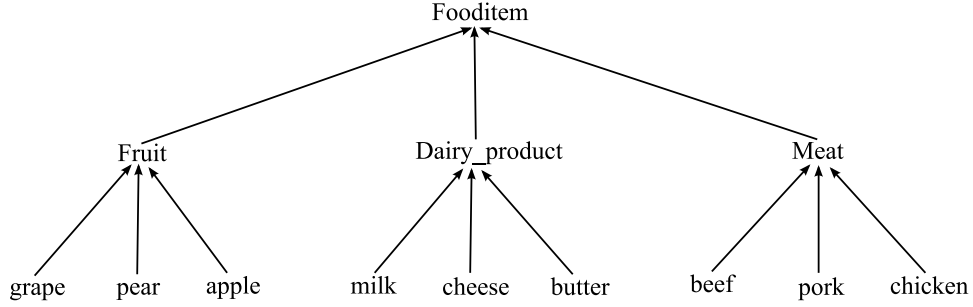 Fooditem
Fruit Dairy_product Meat
grape pear apple milk cheese butter beef pork chicken